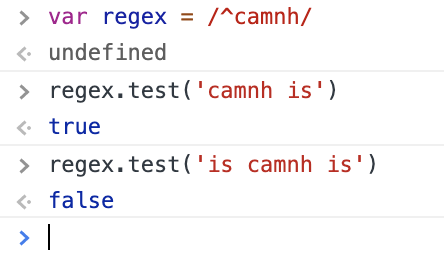 var regex = /^camnh/
undefined
regex.test('camnh is')
true
regex.test('is camnh is')
false